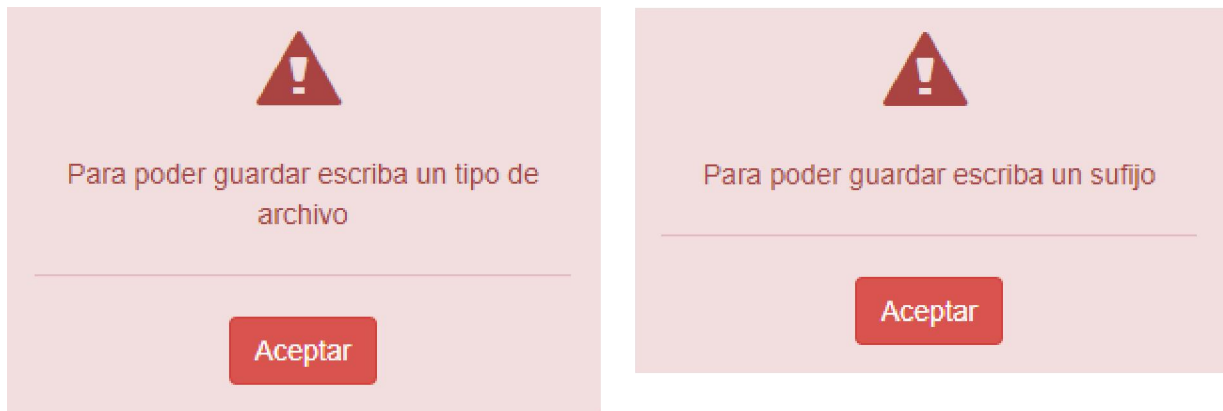 Para poder guardar escriba un tipo de
archivo
Aceptar
Para poder guardar escriba un sufijo
Aceptar